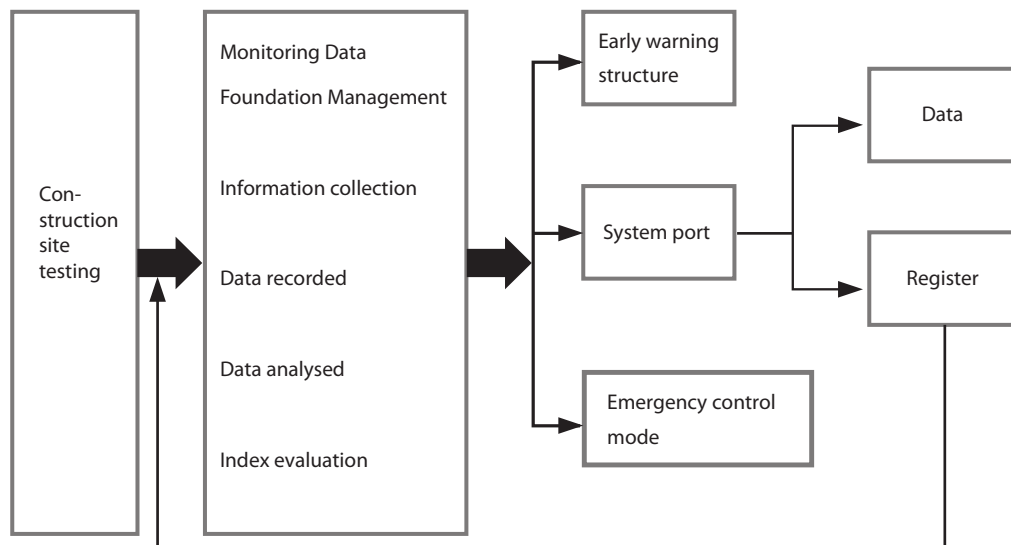 Con-
struction
site
testing
Monitoring Data
Foundation Management
Information collection
Data recorded
Data analysed
Index evaluation
Early warning
structure
System port
Emergency control
mode
Data
Register